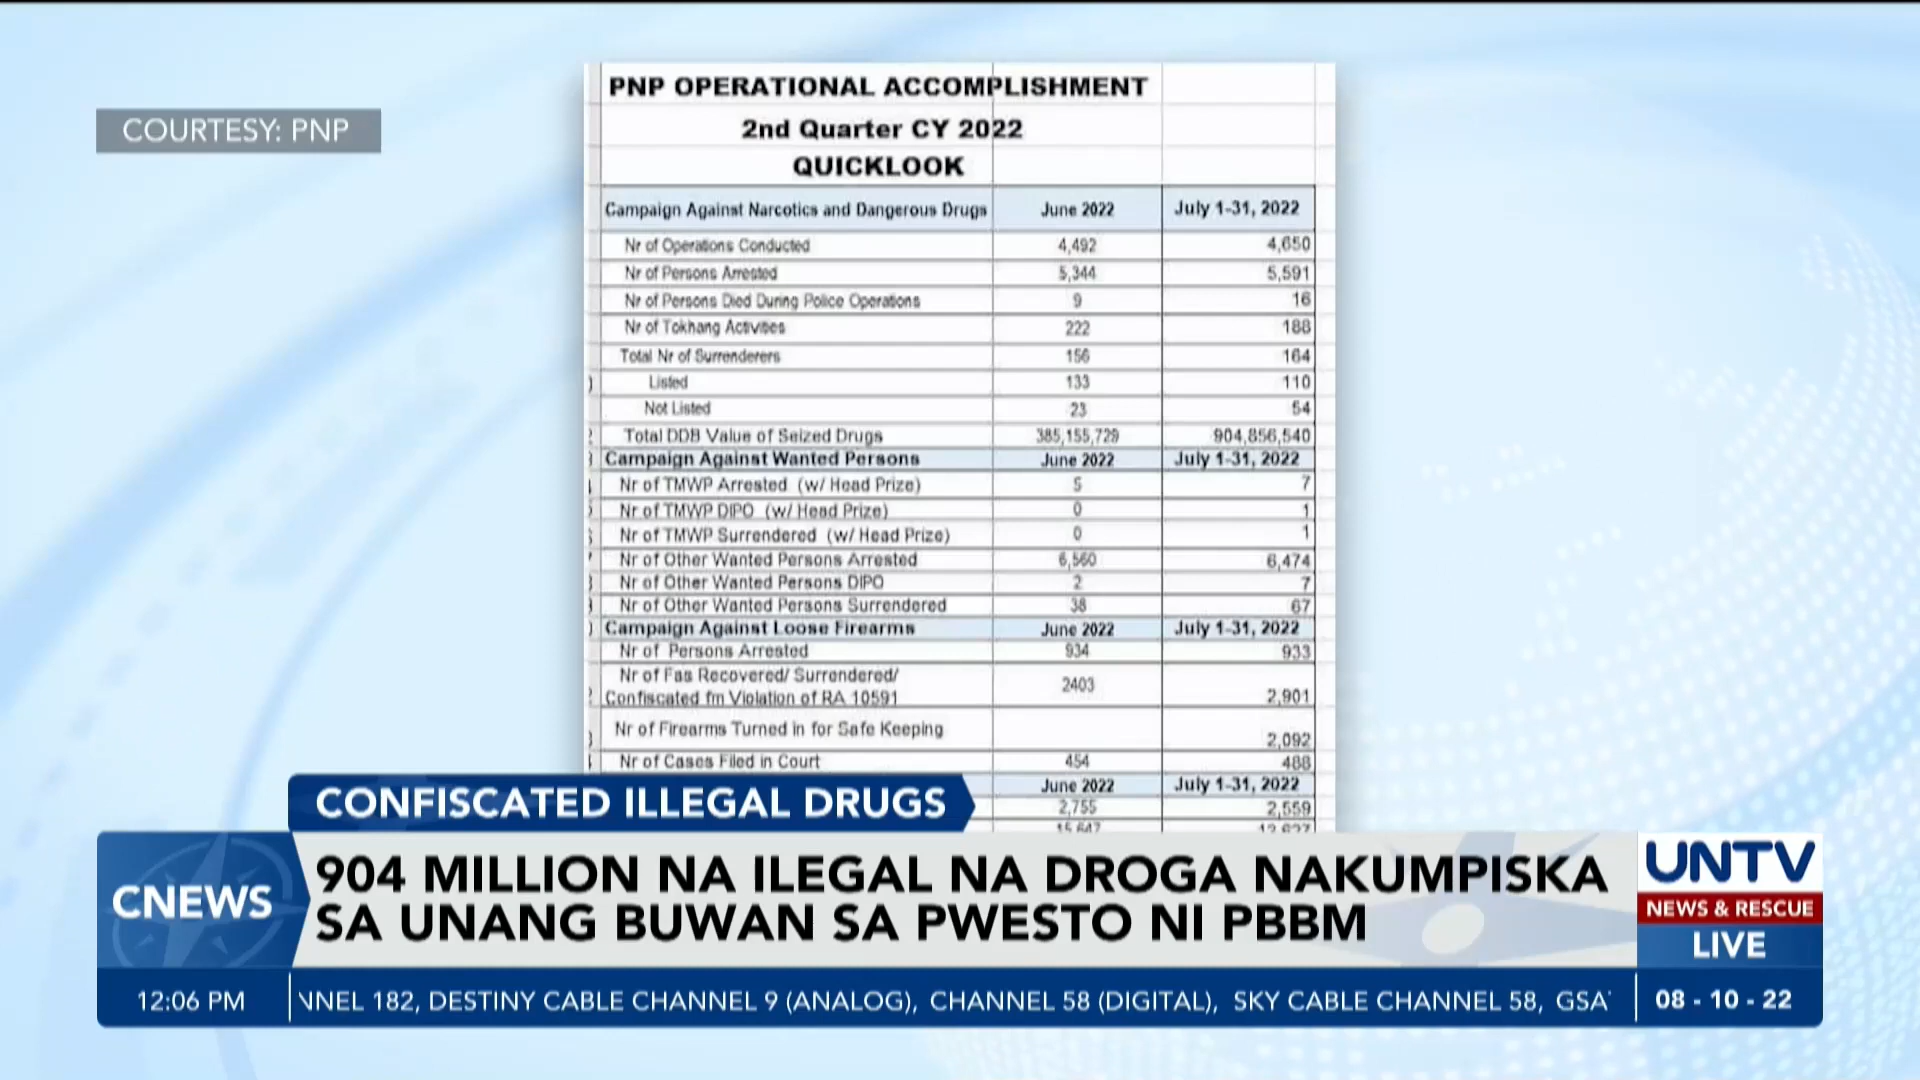 COURTESY: PNP
PNP OPERATIONAL ACCOMPLISHMENT
2nd Quarter CY 2022
QUICKLOOK
Campaign Against Narcotics and Dangerous Drugs June 2022 July 1-31, 2022
Nr of Operations Conducted 4,492 4,650
Nr of Persons Arrested 5,344 5,591
Nr of Persons Died During Police Operations 9 16
Nr of Tokhang Activities 222 188
Total Nr of Surrenderers 156 164
Listed 133 110
Not Listed 23 54
Total DDB Value of Seized Drugs 385,155,729 904,856,540
Campaign Against Wanted Persons June 2022 July 1-31, 2022
Nr of TMWP Arrested (w/ Head Prize) 5 7
Nr of TMWP DIPO (w/ Head Prize) 0 1
Nr of TMWP Surrendered (w/ Head Prize) 0 1
Nr of Other Wanted Persons Arrested 6,560 6,474
Nr of Other Wanted Persons DIPO 2 7
Nr of Other Wanted Persons Surrendered 38 67
Campaign Against Loose Firearms June 2022 July 1-31, 2022
Nr of Persons Arrested 934 933
Nr of Fas Recovered/ Surrendered/
Confiscated fm Violation of RA 10591 2403 2,901
Nr of Firearms Turned in for Safe Keeping 2,092
Nr of Cases Filed in Court 454 488
June 2022 July 1-31, 2022
2,755 2,559
CONFISCATED ILLEGAL DRUGS
CNEWS
904 MILLION NA ILEGAL NA DROGA NAKUMPISKA
SA UNANG BUWAN SA PWESTO NI PBBM
UNTV
NEWS & RESCUE
LIVE
12:06 PM
NNEL 182, DESTINY CABLE CHANNEL 9 (ANALOG), CHANNEL 58 (DIGITAL), SKY CABLE CHANNEL 58, GSA
08 - 10 - 22